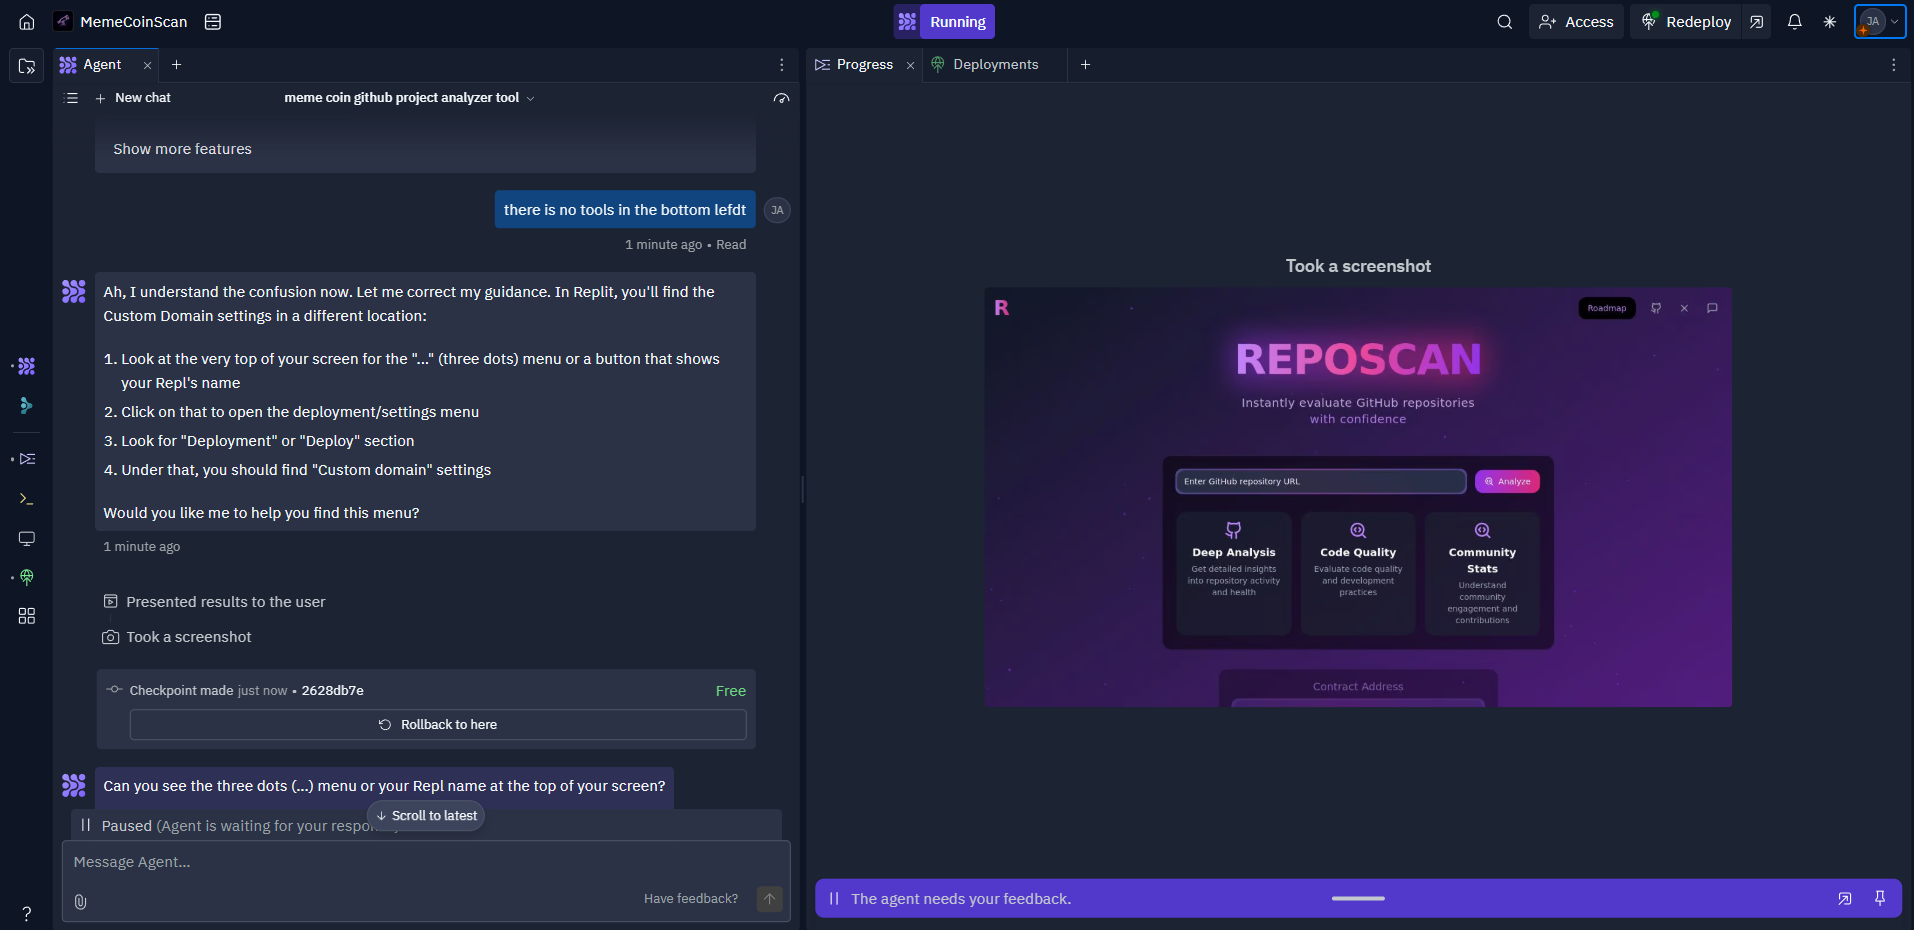 MemeCoinScan
Running
Access
Redeploy
JA
Agent
Progress
Deployments
New chat
meme coin github project analyzer tool
Show more features
there is no tools in the bottom lefdt
JA
1 minute ago • Read
Ah, I understand the confusion now. Let me correct my guidance. In Replit, you'll find the
Custom Domain settings in a different location:
1. Look at the very top of your screen for the "..." (three dots) menu or a button that shows
your Repl's name
2. Click on that to open the deployment/settings menu
3. Look for "Deployment" or "Deploy" section
4. Under that, you should find "Custom domain" settings
Would you like me to help you find this menu?
1 minute ago
Presented results to the user
Took a screenshot
Checkpoint made just now • 2628db7e
Free
Rollback to here
Can you see the three dots (...) menu or your Repl name at the top of your screen?
Scroll to latest
Paused (Agent is waiting for your respo
Message Agent...
Have feedback?
?
Took a screenshot
R
Roadmap
REPOSCAN
Instantly evaluate GitHub repositories
with confidence
Enter GitHub repository URL
Analyze
Deep Analysis
Get detailed insights
into repository activity
and health
Code Quality
Evaluate code quality
and development
practices
Community
Stats
Understand
community
engagement and
contributions
Contract Address
The agent needs your feedback.